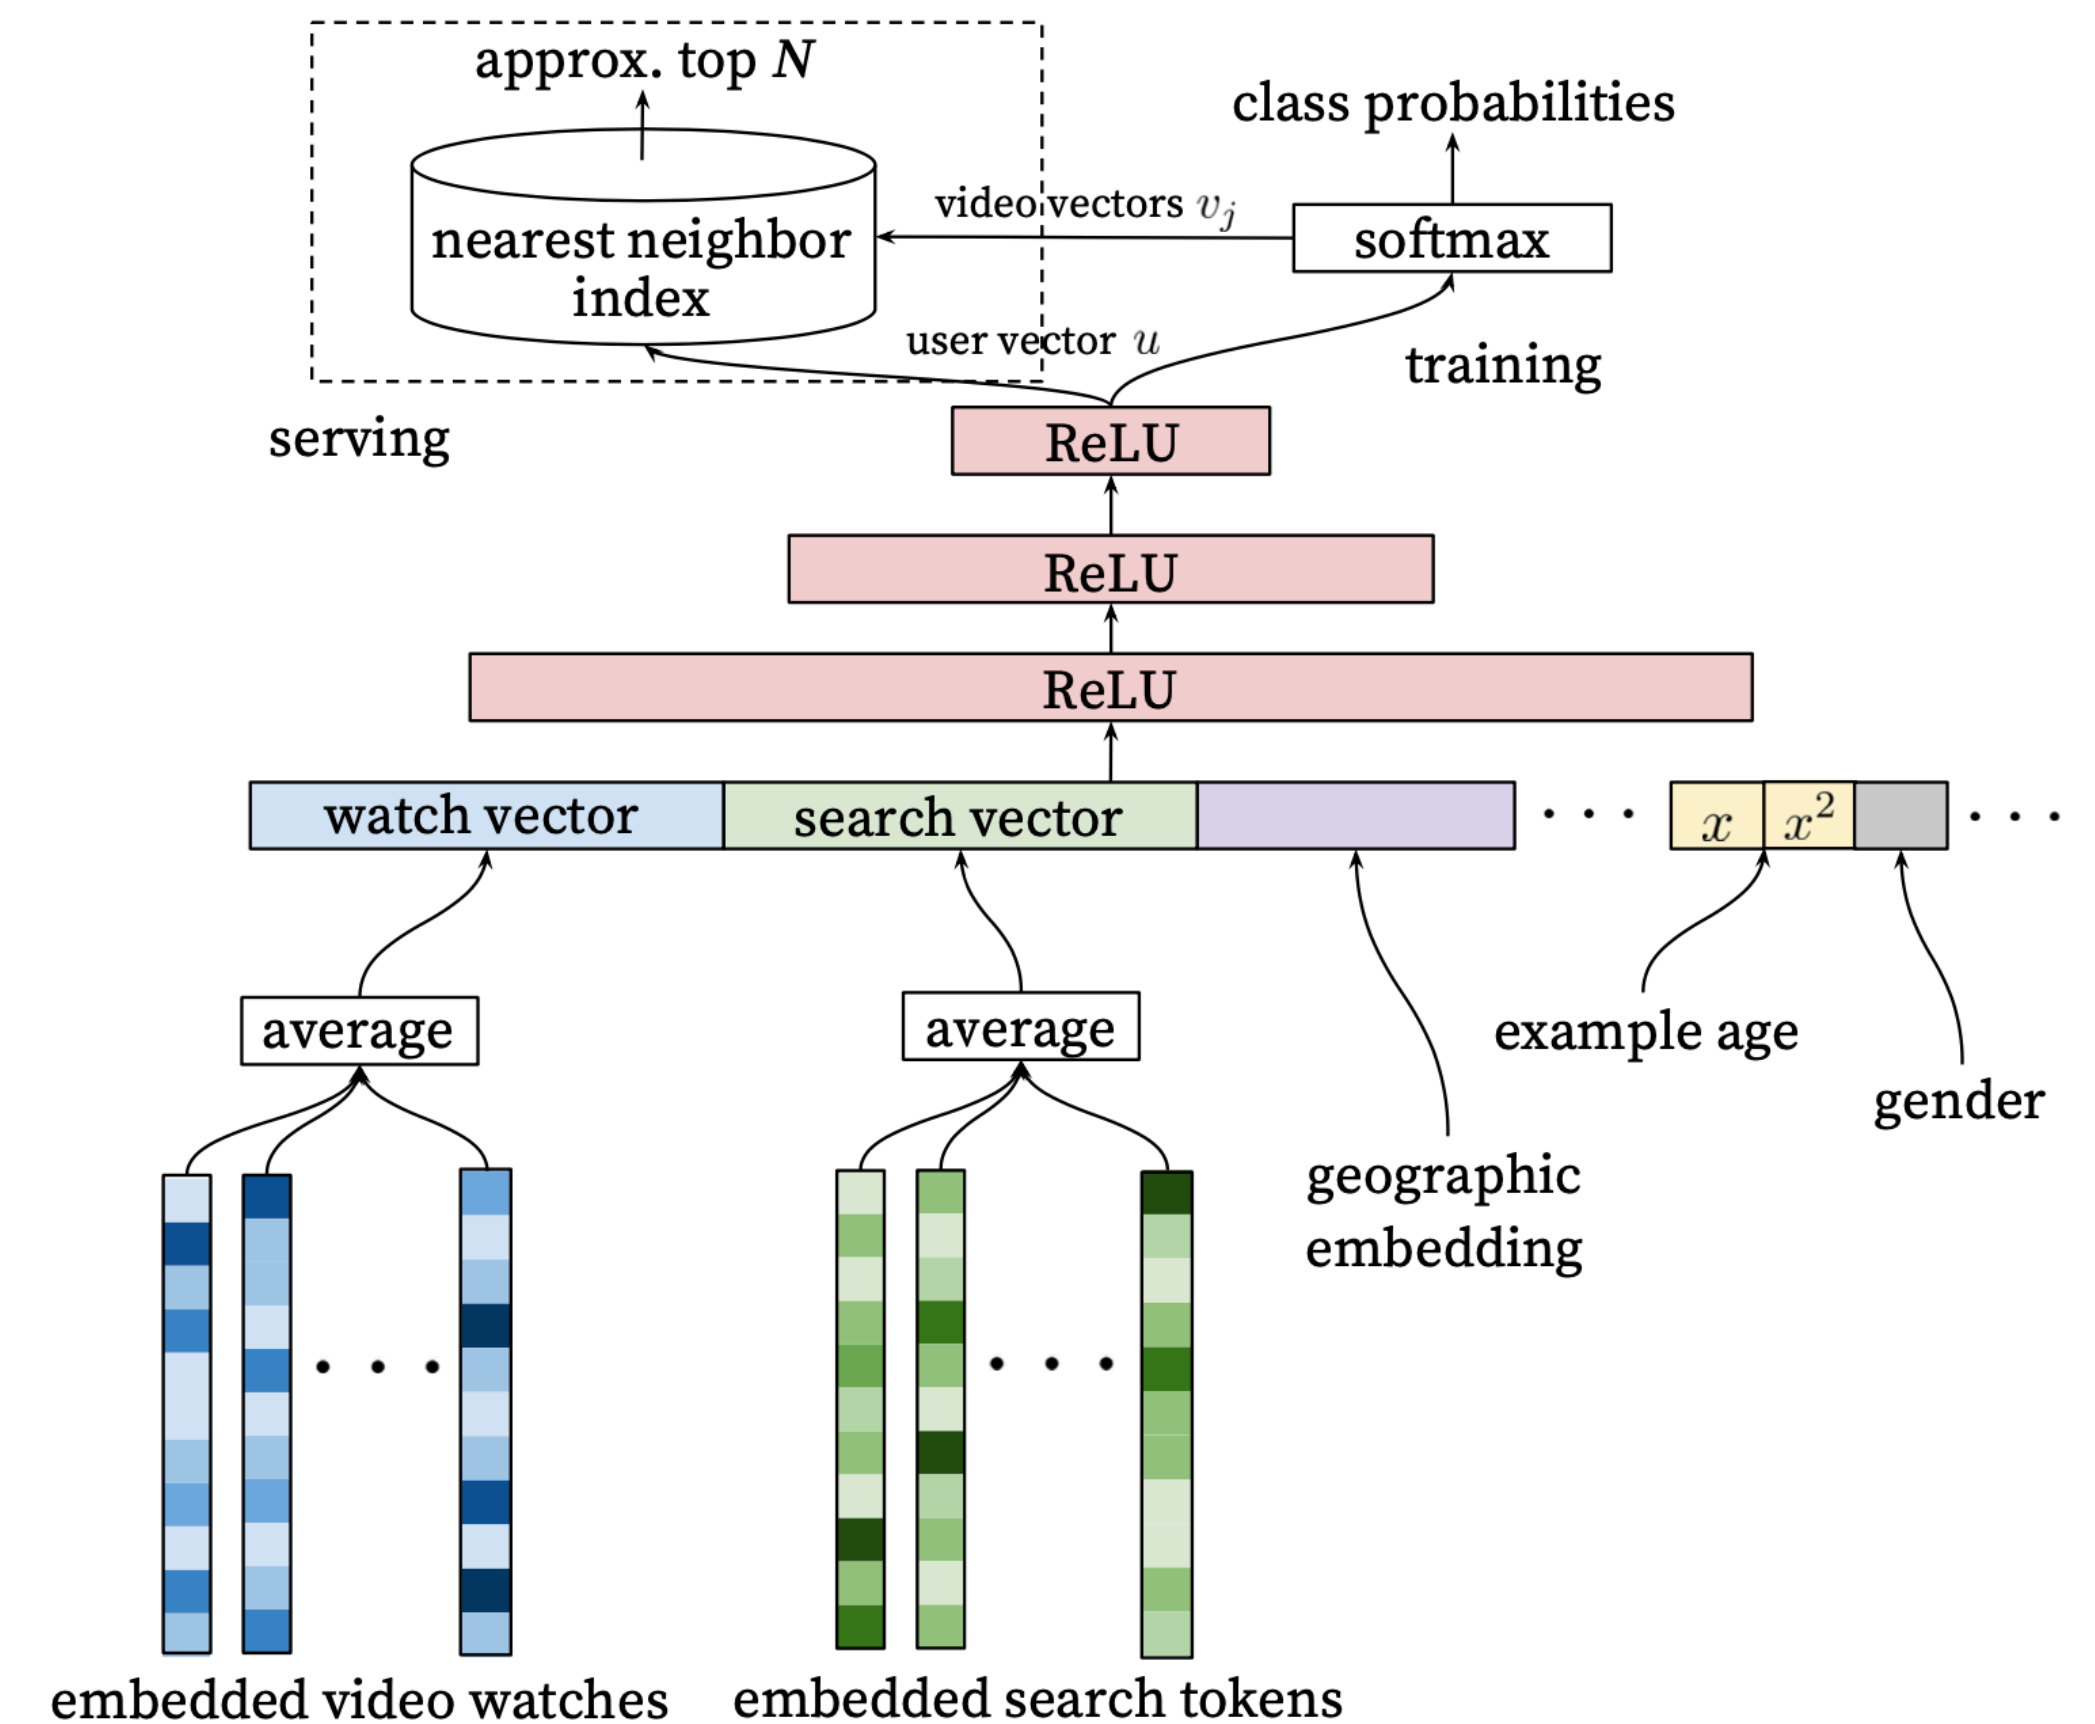 approx. top N
class probabilities
video vectors v_j
nearest neighbor
index
softmax
user vector u
training
serving
ReLU
ReLU
ReLU
watch vector
search vector
x
x²
average
average
example age
gender
geographic
embedding
embedded video watches
embedded search tokens